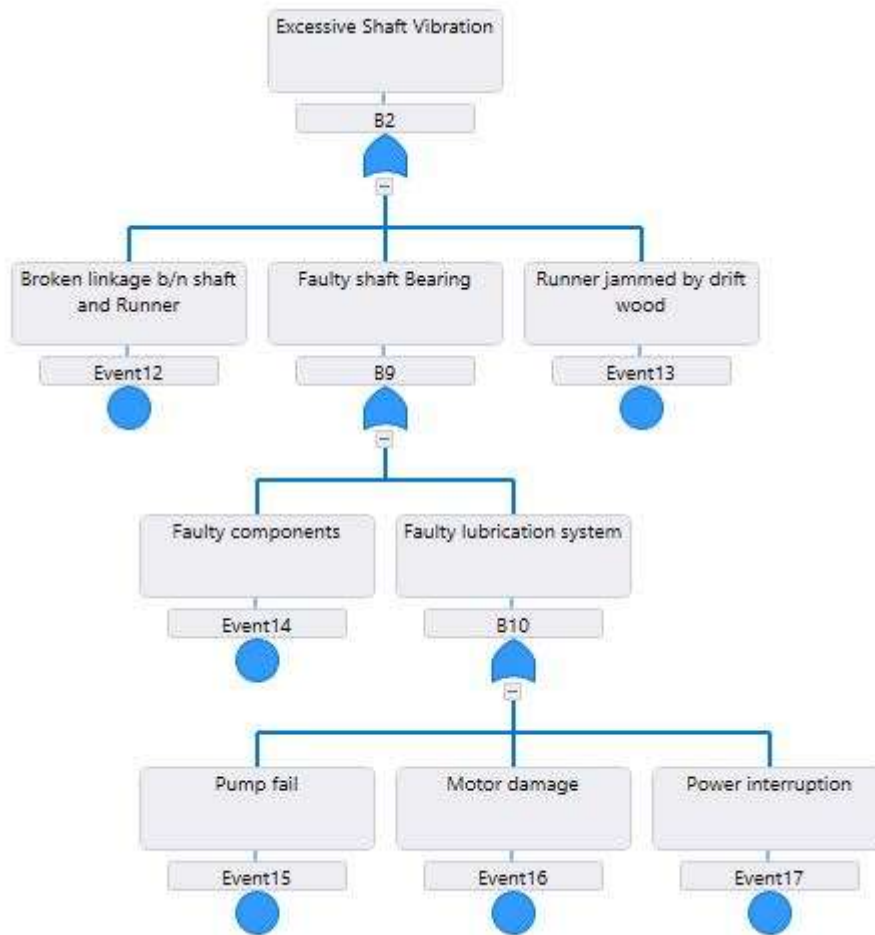 Excessive Shaft Vibration
B2
Broken linkage b/n shaft
and Runner
Faulty shaft Bearing
Runner jammed by drift
wood
Event12
B9
Event13
Faulty components
Faulty lubrication system
Event14
B10
Pump fail
Motor damage
Power interruption
Event15
Event16
Event17